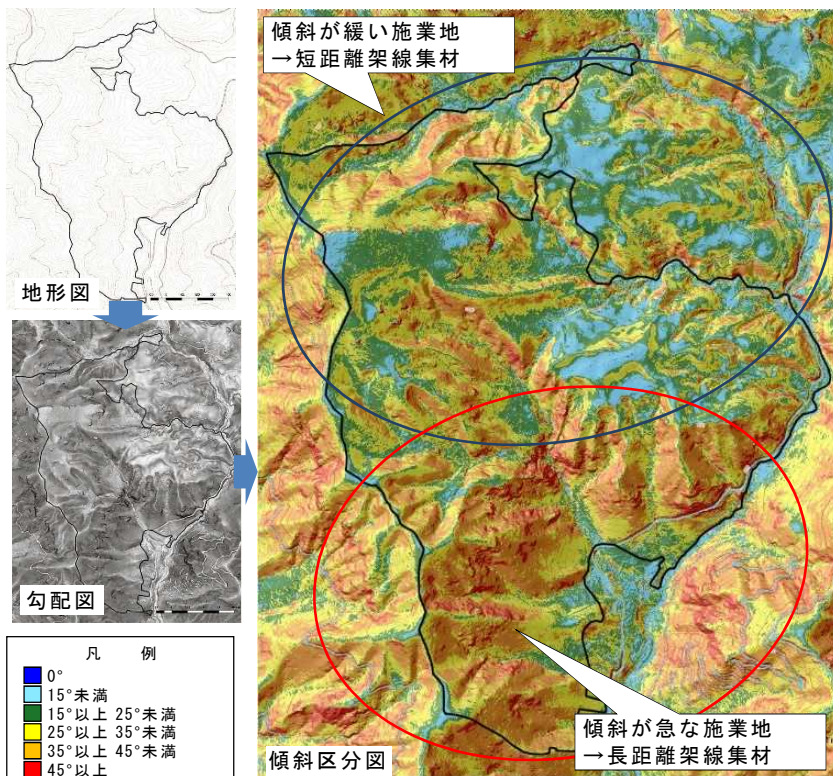 傾斜が緩い施業地
→短距離架線集材
地形図
勾配図
凡 例
0°
15°未満
15°以上 25°未満
25°以上 35°未満
35°以上 45°未満
45°以上
傾斜区分図
傾斜が急な施業地
→長距離架線集材